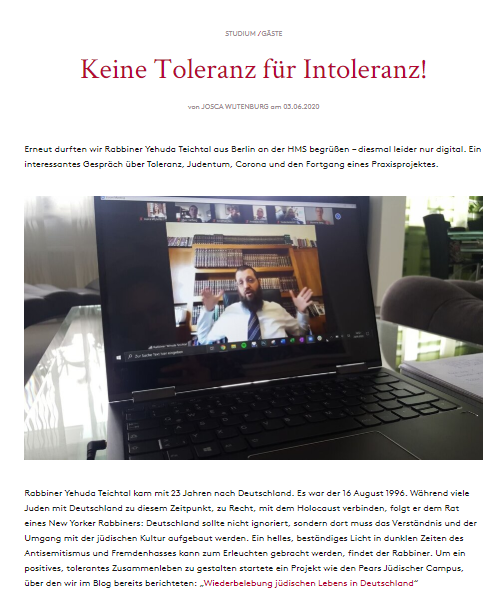 STUDIUM / GÄSTE
Keine Toleranz für Intoleranz!
von JOSCA WIJTENBURG am 03.06.2020
Erneut durften wir Rabbiner Yehuda Teichtal aus Berlin an der HMS begrüßen – diesmal leider nur digital. Ein
interessantes Gespräch über Toleranz, Judentum, Corona und den Fortgang eines Praxisprojektes.
Zur Suche Text hier eingeben
Rabbiner Yehuda Teichtal kam mit 23 Jahren nach Deutschland. Es war der 16 August 1996. Während viele
Juden mit Deutschland zu diesem Zeitpunkt, zu Recht, mit dem Holocaust verbinden, folgt er dem Rat
eines New Yorker Rabbiners: Deutschland sollte nicht ignoriert, sondern dort muss das Verständnis und der
Umgang mit der jüdischen Kultur aufgebaut werden. Ein helles, beständiges Licht in dunklen Zeiten des
Antisemitismus und Fremdenhasses kann zum Erleuchten gebracht werden, findet der Rabbiner. Um ein
positives, tolerantes Zusammenleben zu gestalten startete ein Projekt wie den Pears Jüdischer Campus,
über den wir im Blog bereits berichteten: „Wiederbelebung jüdischen Lebens in Deutschland“